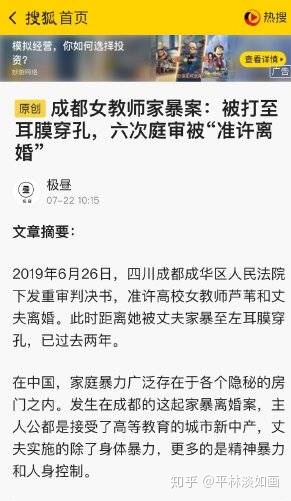 搜狐首页
热搜
模拟经营，你如何选择投
资？
妙趣网络
查看详情>
广告
原创 成都女教师家暴案：被打至
耳膜穿孔，六次庭审被“准许离
婚”
极昼
极昼
07-22 10:15
文章摘要：
2019年6月26日，四川成都成华区人民法院
下发重审判决书，准许高校女教师芦苇和丈
夫离婚。此时距离她被丈夫家暴至左耳膜穿
孔，已过去两年。
在中国，家庭暴力广泛存在于各个隐秘的房
门之内。发生在成都的这起家暴离婚案，主
人公都是接受了高等教育的城市新中产，丈
夫实施的除了身体暴力，更多的是精神暴力
和人身控制。
知乎 @平林淡如画